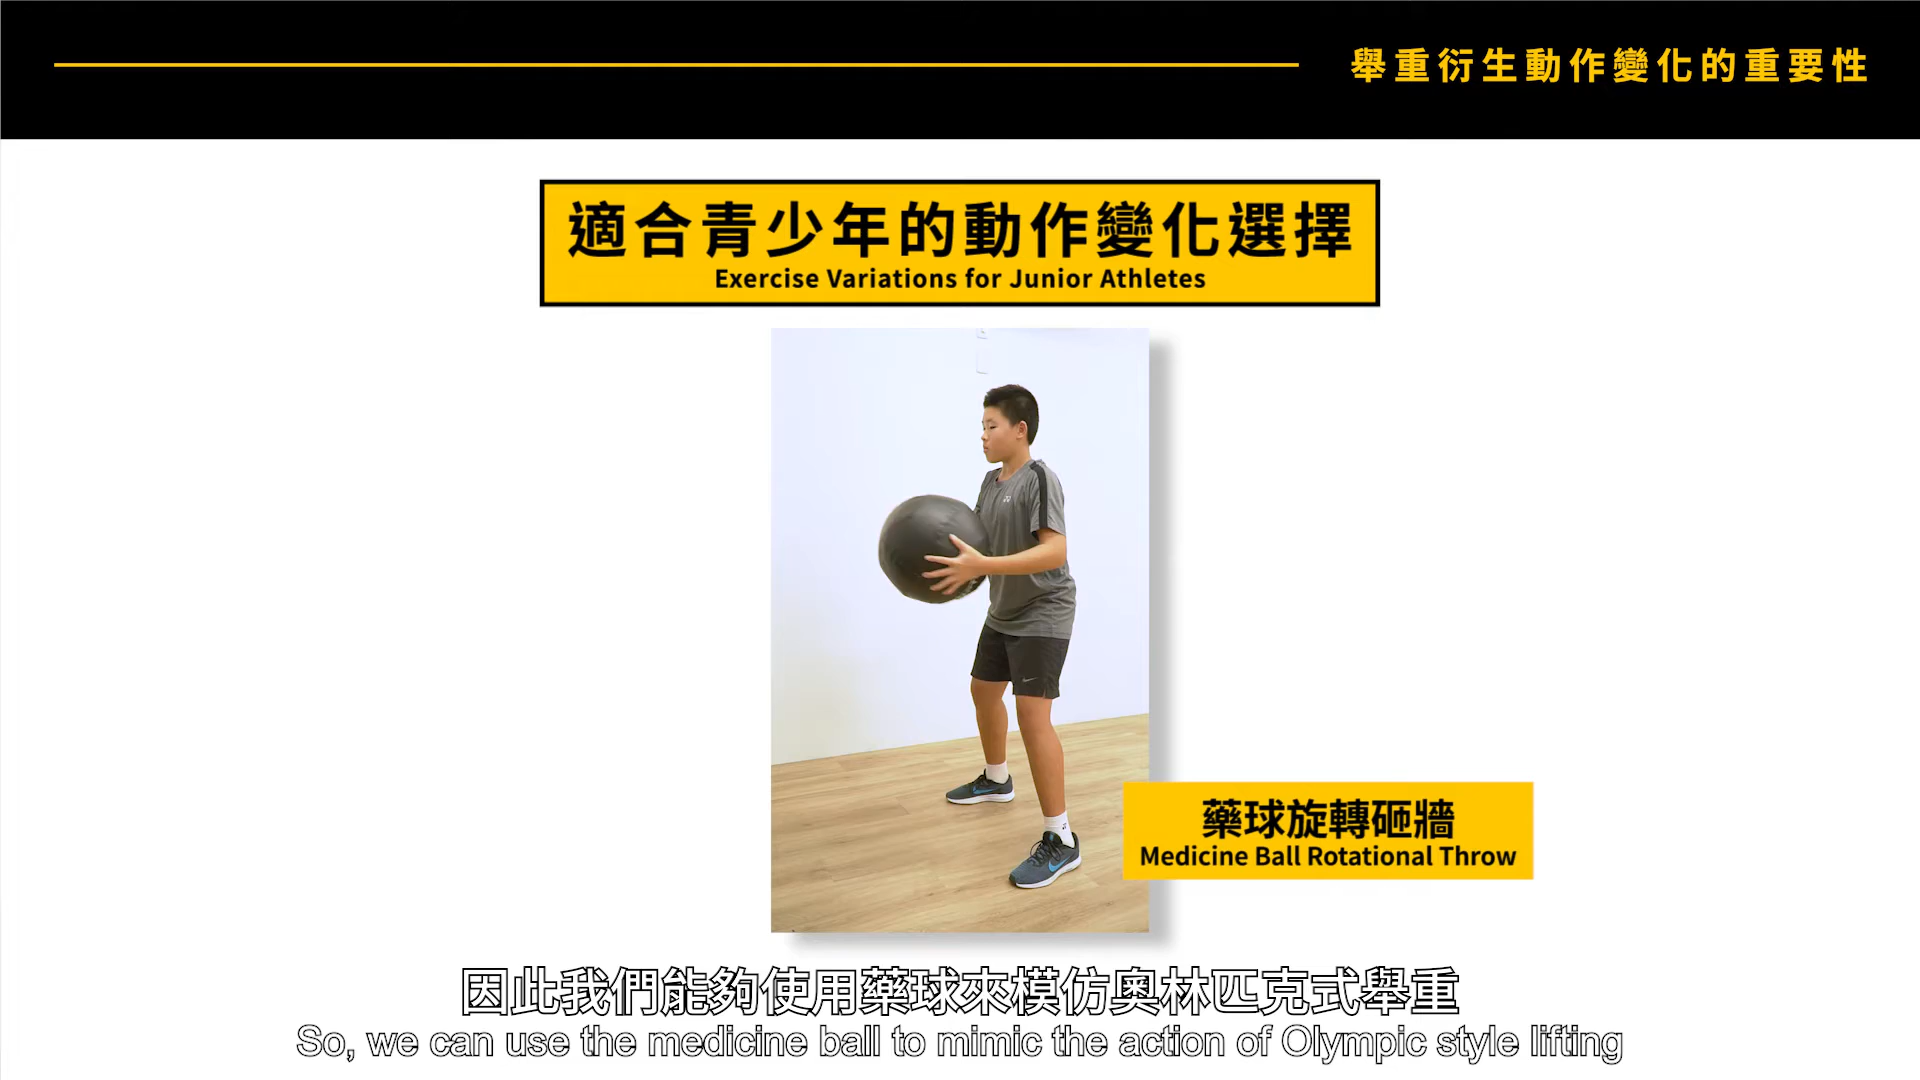 舉重衍生動作變化的重要性
適合青少年的動作變化選擇
Exercise Variations for Junior Athletes
藥球旋轉砸牆
Medicine Ball Rotational Throw
因此我們能夠使用藥球來模仿奧林匹克式舉重
So, we can use the medicine ball to mimic the action of Olympic style lifting